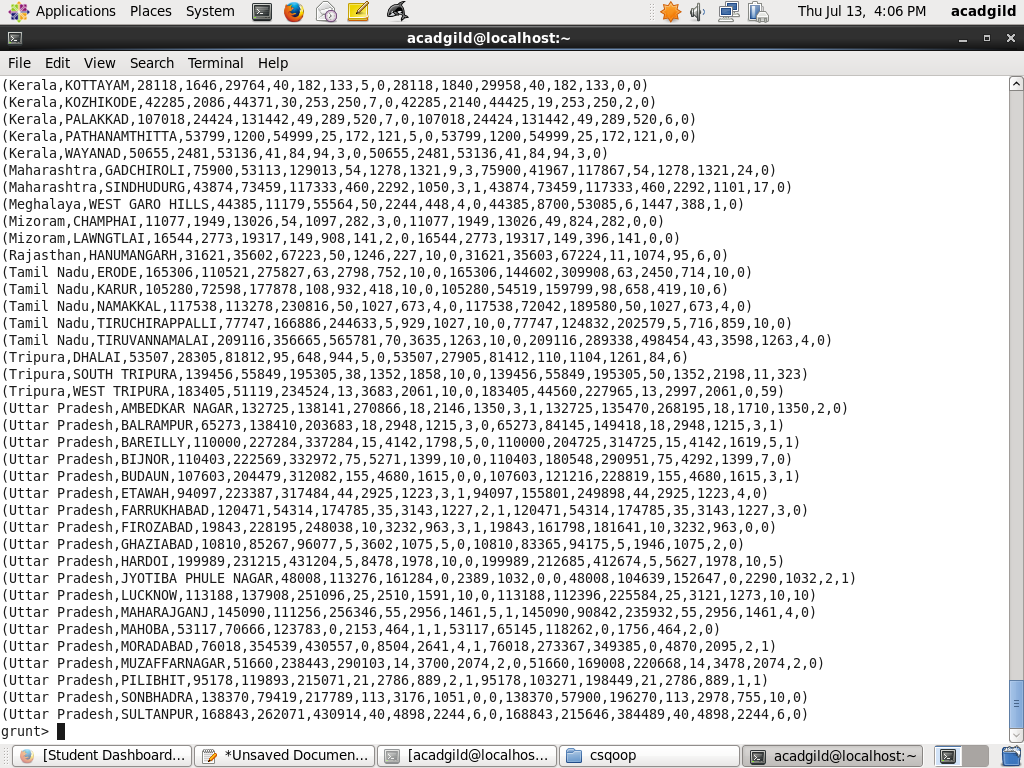 Applications Places System Thu Jul 13, 4:06 PM acadgild
acadgild@localhost:~
File Edit View Search Terminal Help
(Kerala,KOTTAYAM,28118,1646,29764,40,182,133,5,0,28118,1840,29958,40,182,133,0,0)
(Kerala,KOZHIKODE,42285,2086,44371,30,253,250,7,0,42285,2140,44425,19,253,250,2,0)
(Kerala,PALAKKAD,107018,24424,131442,49,289,520,7,0,107018,24424,131442,49,289,520,6,0)
(Kerala,PATHANAMTHITTA,53799,1200,54999,25,172,121,5,0,53799,1200,54999,25,172,121,0,0)
(Kerala,WAYANAD,50655,2481,53136,41,84,94,3,0,50655,2481,53136,41,84,94,3,0)
(Maharashtra,GADCHIROLI,75900,53113,129013,54,1278,1321,9,3,75900,41967,117867,54,1278,1321,24,0)
(Maharashtra,SINDHUDURG,43874,73459,117333,460,2292,1050,3,1,43874,73459,117333,460,2292,1101,17,0)
(Meghalaya,WEST GARO HILLS,44385,11179,55564,50,2244,448,4,0,44385,8700,53085,6,1447,388,1,0)
(Mizoram,CHAMPHAI,11077,1949,13026,54,1097,282,3,0,11077,1949,13026,49,824,282,0,0)
(Mizoram,LAWNGTLAI,16544,2773,19317,149,908,141,2,0,16544,2773,19317,149,396,141,0,0)
(Rajasthan,HANUMANGARH,31621,35602,67223,50,1246,227,10,0,31621,35603,67224,11,1074,95,6,0)
(Tamil Nadu,ERODE,165306,110521,275827,63,2798,752,10,0,165306,144602,309908,63,2450,714,10,0)
(Tamil Nadu,KARUR,105280,72598,177878,108,932,418,10,0,105280,54519,159799,98,658,419,10,6)
(Tamil Nadu,NAMAKKAL,117538,113278,230816,50,1027,673,4,0,117538,72042,189580,50,1027,673,4,0)
(Tamil Nadu,TIRUCHIRAPPALLI,77747,166886,244633,5,929,1027,10,0,77747,124832,202579,5,716,859,10,0)
(Tamil Nadu,TIRUVANNAMALAI,209116,356665,565781,70,3635,1263,10,0,209116,289338,498454,43,3598,1263,4,0)
(Tripura,DHALAI,53507,28305,81812,95,648,944,5,0,53507,27905,81412,110,1104,1261,84,6)
(Tripura,SOUTH TRIPURA,139456,55849,195305,38,1352,1858,10,0,139456,55849,195305,50,1352,2198,11,323)
(Tripura,WEST TRIPURA,183405,51119,234524,13,3683,2061,10,0,183405,44560,227965,13,2997,2061,0,59)
(Uttar Pradesh,AMBEDKAR NAGAR,132725,138141,270866,18,2146,1350,3,1,132725,135470,268195,18,1710,1350,2,0)
(Uttar Pradesh,BALRAMPUR,65273,138410,203683,18,2948,1215,3,0,65273,84145,149418,18,2948,1215,3,1)
(Uttar Pradesh,BAREILLY,110000,227284,337284,15,4142,1798,5,0,110000,204725,314725,15,4142,1619,5,1)
(Uttar Pradesh,BIJNOR,110403,222569,332972,75,5271,1399,10,0,110403,180548,290951,75,4292,1399,7,0)
(Uttar Pradesh,BUDAUN,107603,204479,312082,155,4680,1615,0,0,107603,121216,228819,155,4680,1615,3,1)
(Uttar Pradesh,ETAWAH,94097,223387,317484,44,2925,1223,3,1,94097,155801,249898,44,2925,1223,4,0)
(Uttar Pradesh,FARRUKHABAD,120471,54314,174785,35,3143,1227,2,1,120471,54314,174785,35,3143,1227,3,0)
(Uttar Pradesh,FIROZABAD,19843,228195,248038,10,3232,963,3,1,19843,161798,181641,10,3232,963,0,0)
(Uttar Pradesh,GHAZIABAD,10810,85267,96077,5,3602,1075,5,0,10810,83365,94175,5,1946,1075,2,0)
(Uttar Pradesh,HARDOI,199989,231215,431204,5,8478,1978,10,0,199989,212685,412674,5,5627,1978,10,5)
(Uttar Pradesh,JYOTIBA PHULE NAGAR,48008,113276,161284,0,2389,1032,0,0,48008,104639,152647,0,2290,1032,2,1)
(Uttar Pradesh,LUCKNOW,113188,137908,251096,25,2510,1591,10,0,113188,112396,225584,25,3121,1273,10,10)
(Uttar Pradesh,MAHARAJGANJ,145090,111256,256346,55,2956,1461,5,1,145090,90842,235932,55,2956,1461,4,0)
(Uttar Pradesh,MAHOBA,53117,70666,123783,0,2153,464,1,1,53117,65145,118262,0,1756,464,2,0)
(Uttar Pradesh,MORADABAD,76018,354539,430557,0,8504,2641,4,1,76018,273367,349385,0,4870,2095,2,1)
(Uttar Pradesh,MUZAFFARNAGAR,51660,238443,290103,14,3700,2074,2,0,51660,169008,220668,14,3478,2074,2,0)
(Uttar Pradesh,PILIBHIT,95178,119893,215071,21,2786,889,2,1,95178,103271,198449,21,2786,889,1,1)
(Uttar Pradesh,SONBHADRA,138370,79419,217789,113,3176,1051,0,0,138370,57900,196270,113,2978,755,10,0)
(Uttar Pradesh,SULTANPUR,168843,262071,430914,40,4898,2244,6,0,168843,215646,384489,40,4898,2244,6,0)
grunt>
[Student Dashboard... *Unsaved Documen... [acadgild@localhos... csqoop acadgild@localhost:~